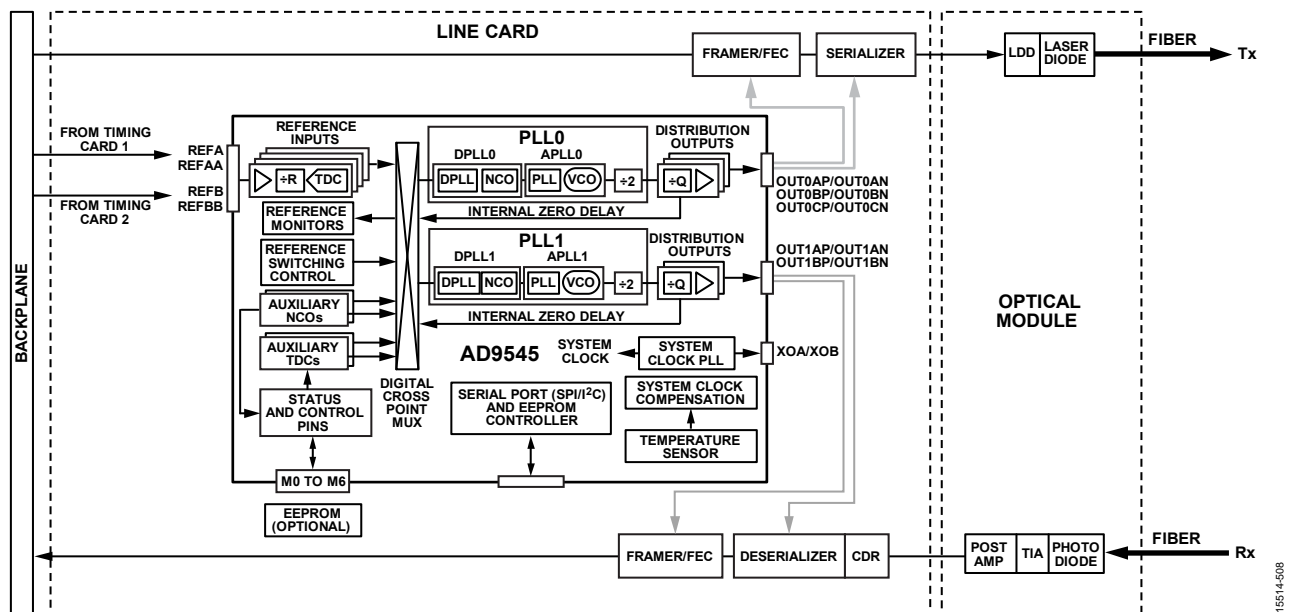 LINE CARD
FRAMER/FEC
SERIALIZER
LDD
LASER
DIODE
FIBER
Tx
BACKPLANE
FROM TIMING
CARD 1
FROM TIMING
CARD 2
REFA
REFAA
REFB
REFBB
REFERENCE
INPUTS
÷R
TDC
REFERENCE
MONITORS
REFERENCE
SWITCHING
CONTROL
AUXILIARY
NCOs
AUXILIARY
TDCs
STATUS
AND CONTROL
PINS
M0 TO M6
EEPROM
(OPTIONAL)
DIGITAL
CROSS
POINT
MUX
PLL0
DPLL0
APLL0
DPLL
NCO
PLL
VCO
÷2
DISTRIBUTION
OUTPUTS
÷Q
INTERNAL ZERO DELAY
OUT0AP/OUT0AN
OUT0BP/OUT0BN
OUT0CP/OUT0CN
PLL1
DPLL1
APLL1
DPLL
NCO
PLL
VCO
÷2
DISTRIBUTION
OUTPUTS
÷Q
INTERNAL ZERO DELAY
OUT1AP/OUT1AN
OUT1BP/OUT1BN
AD9545
SYSTEM
CLOCK
SYSTEM
CLOCK PLL
XOA/XOB
SERIAL PORT (SPI/I²C)
AND EEPROM
CONTROLLER
SYSTEM CLOCK
COMPENSATION
TEMPERATURE
SENSOR
OPTICAL
MODULE
FRAMER/FEC
DESERIALIZER
CDR
POST
AMP
TIA
PHOTO
DIODE
FIBER
Rx
15514-508